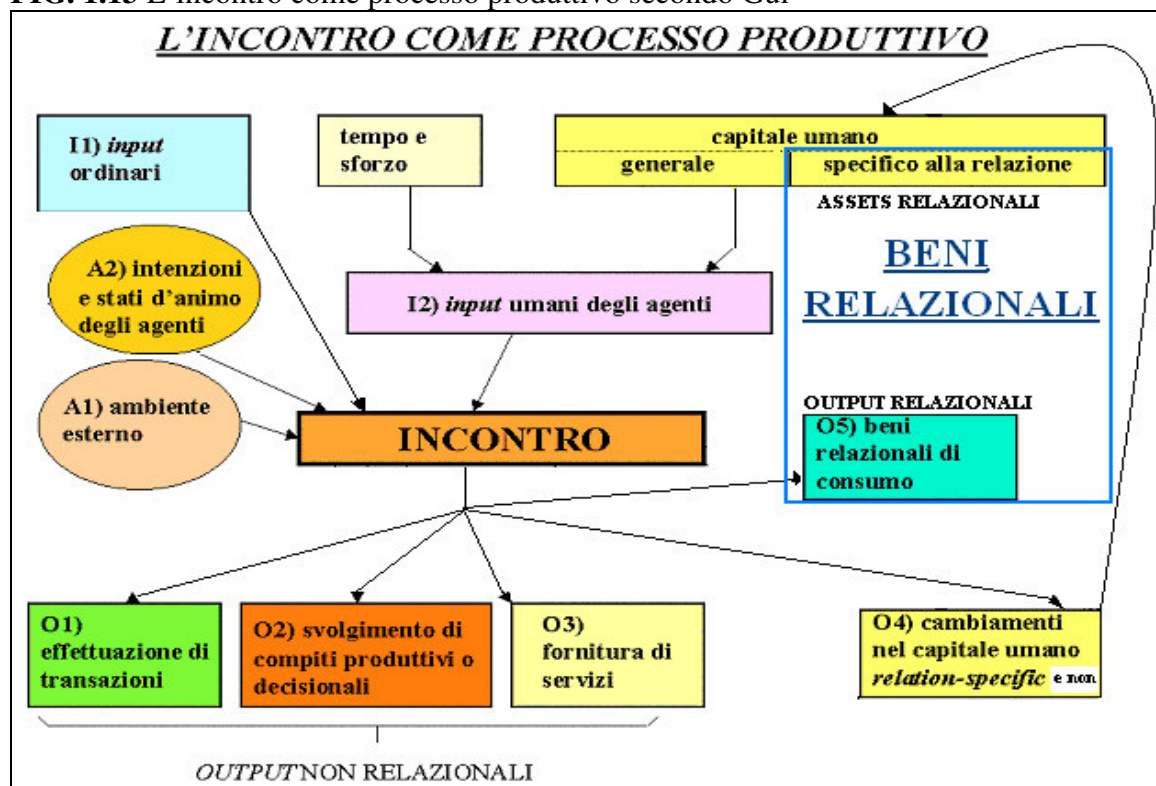 FIG. 1.15 L'incontro come processo produttivo secondo Gui
L'INCONTRO COME PROCESSO PRODUTTIVO
I1) input
ordinari
tempo e
sforzo
capitale umano
generale
specifico alla relazione
ASSETS RELAZIONALI
BENI
RELAZIONALI
A2) intenzioni
e stati d'animo
degli agenti
I2) input umani degli agenti
A1) ambiente
esterno
INCONTRO
OUTPUT RELAZIONALI
O5) beni
relazionali di
consumo
O1)
effettuazione di
transazioni
O2) svolgimento di
compiti produttivi o
decisionali
O3)
fornitura di
servizi
O4) cambiamenti
nel capitale umano
relation-specific e non
OUTPUT NON RELAZIONALI